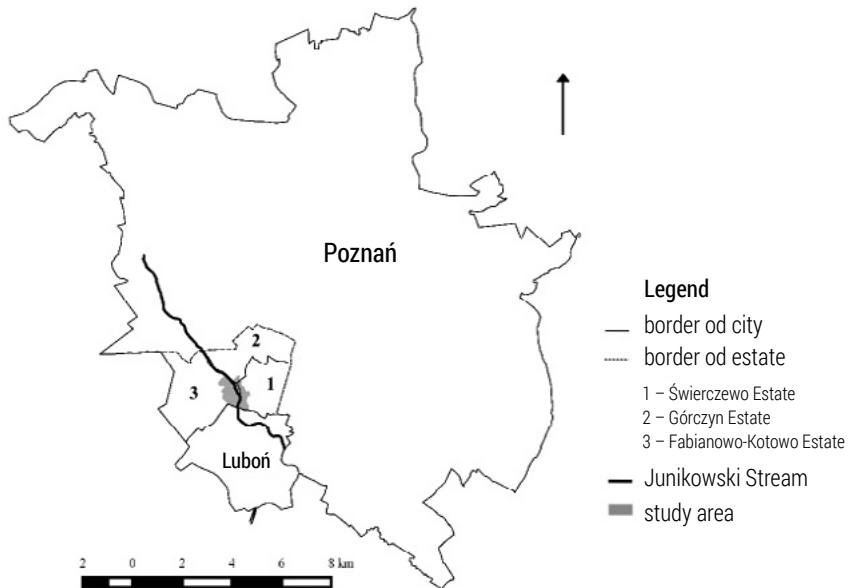 Poznań
2
1
3
Luboń
Legend
border od city
border od estate
1 – Świerczewo Estate
2 – Górczyn Estate
3 – Fabianowo-Kotowo Estate
Junikowski Stream
study area
2 0 2 4 6 8 km